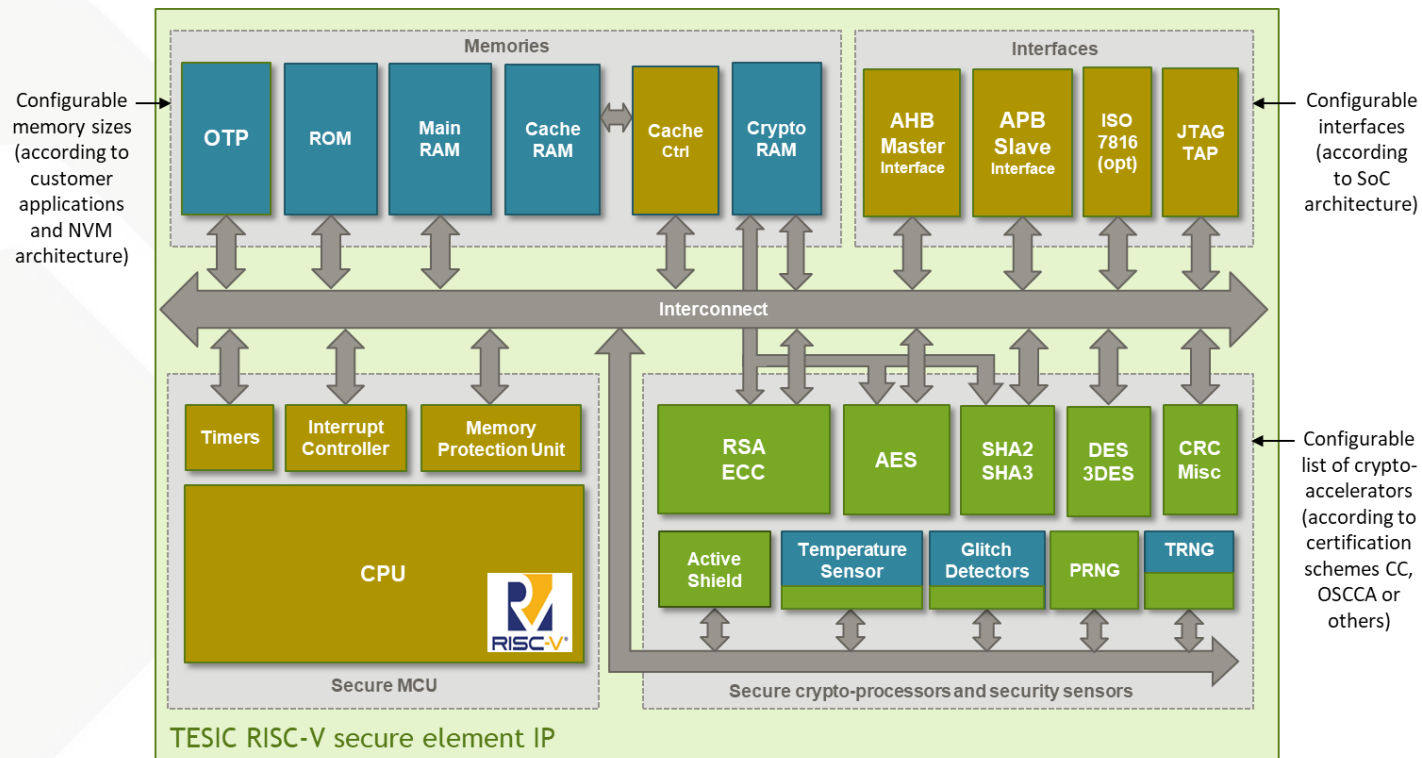 Memories
Interfaces
Configurable
memory sizes
(according to
customer
applications
and NVM
architecture)
OTP
ROM
Main
RAM
Cache
RAM
Cache
Ctrl
Crypto
RAM
AHB
Master
Interface
APB
Slave
Interface
ISO
7816
(opt)
JTAG
TAP
Configurable
interfaces
(according
to SoC
architecture)
Interconnect
Timers
Interrupt
Controller
Memory
Protection Unit
CPU
RISC-V®
Secure MCU
RSA
ECC
AES
SHA2
SHA3
DES
3DES
CRC
Misc
Active
Shield
Temperature
Sensor
Glitch
Detectors
PRNG
TRNG
Secure crypto-processors and security sensors
Configurable
list of crypto-
accelerators
(according to
certification
schemes CC,
OSCCA or
others)
TESIC RISC-V secure element IP